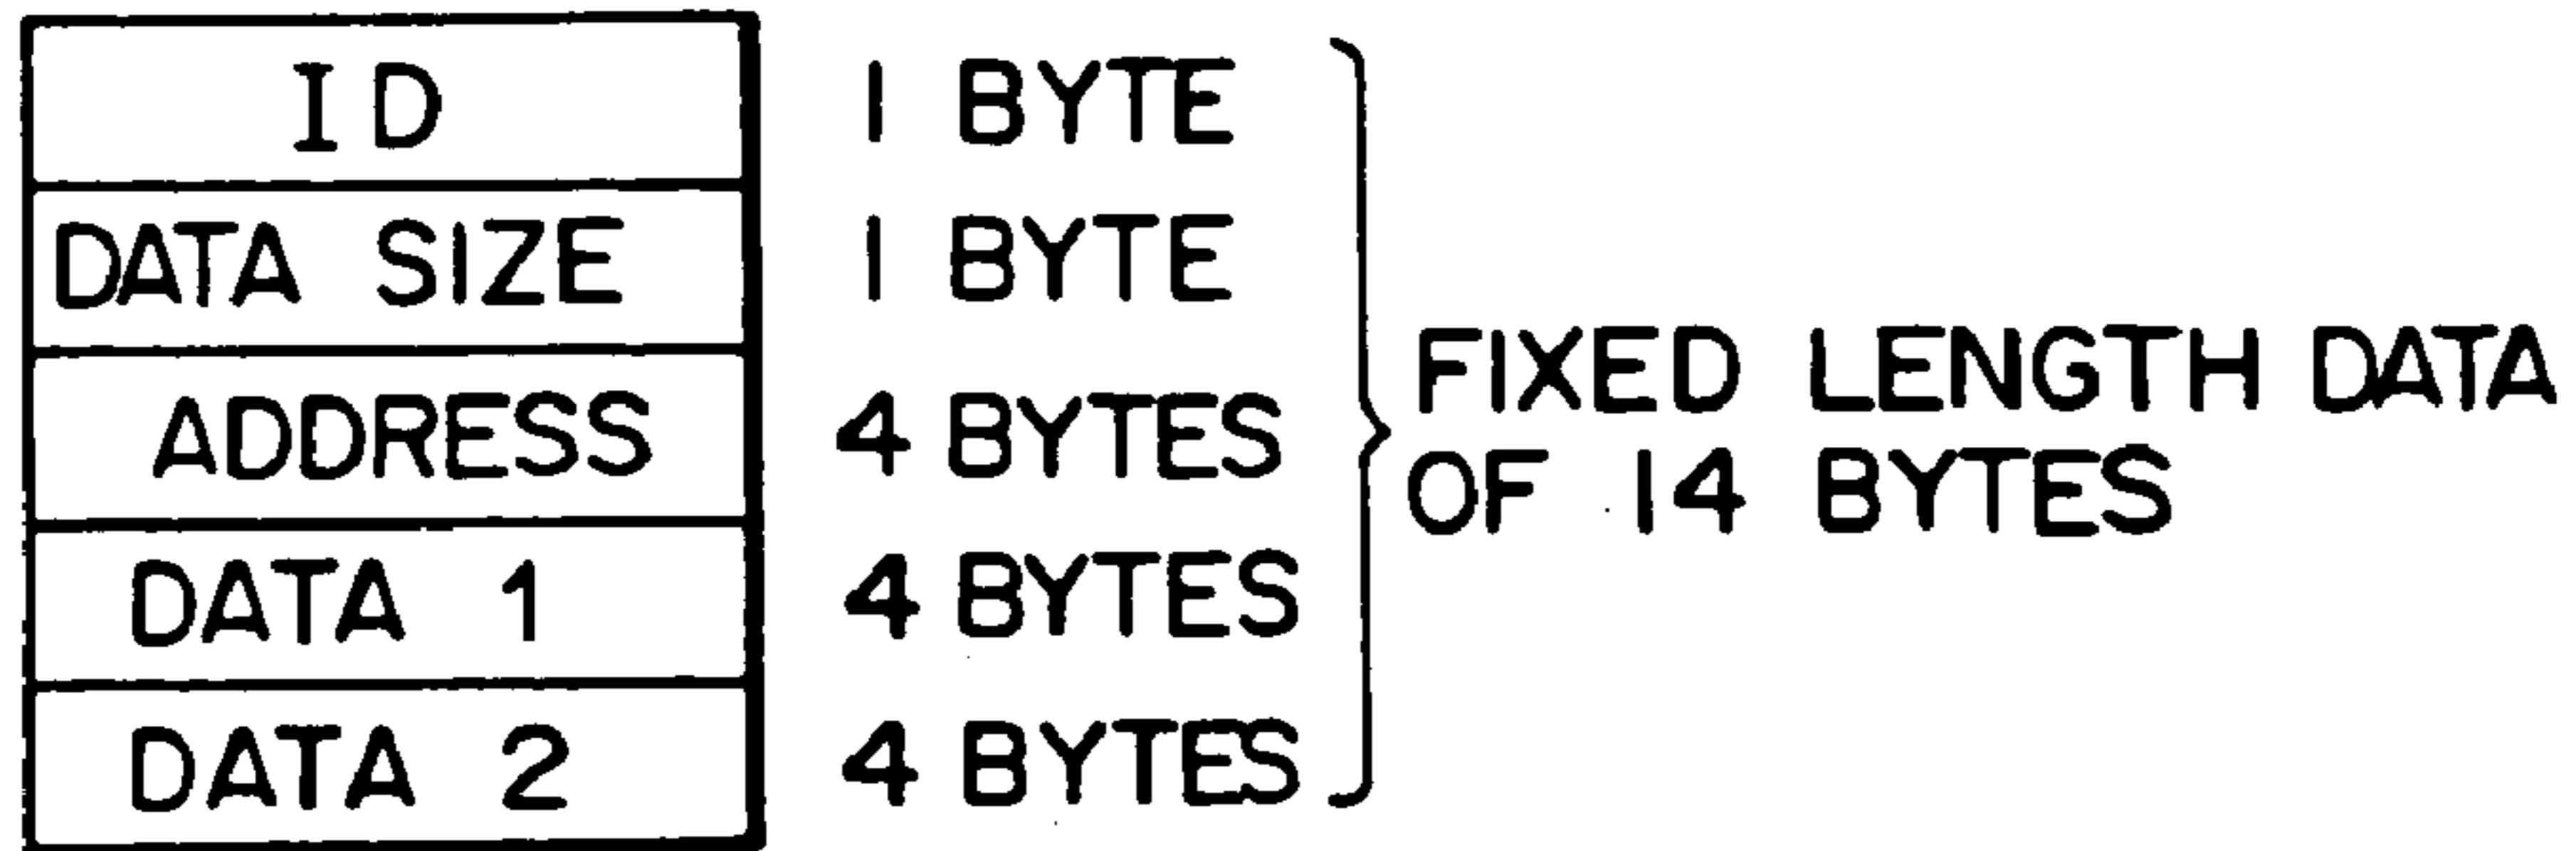 ID 1 BYTE
DATA SIZE 1 BYTE
ADDRESS 4 BYTES
DATA 1 4 BYTES
DATA 2 4 BYTES
FIXED LENGTH DATA
OF 14 BYTES